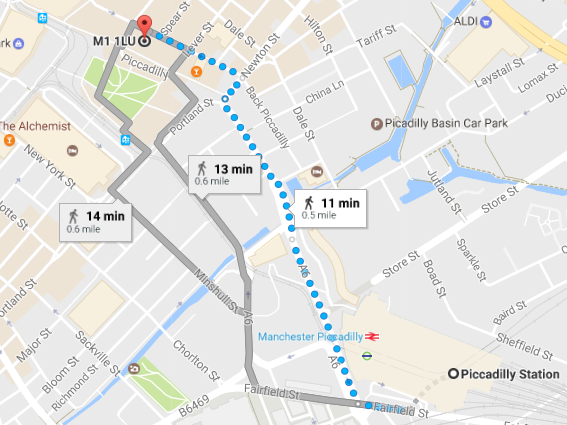 Spear St
Hilton St
ALDI
M1 1LU
Lever St
Dale St
Tariff St
Laystall St
Park
Piccadilly
Newton St
Lomax St
China Ln
Portland St
Back Piccadilly
Dale St
Piccadilly Basin Car Park
The Alchemist
New York St
13 min
0.6 mile
Jutland St
Store St
11 min
0.5 mile
14 min
0.6 mile
Store St
Sparkle St
Portland St
Minshull St
A6
Boad St
Baird St
A6
Manchester Piccadilly
Sheffield St
Major St
Sackville St
Chorlton St
A6
Bloom St
Piccadilly Station
Richmond St
Fairfield St
B6469
Fairfield St